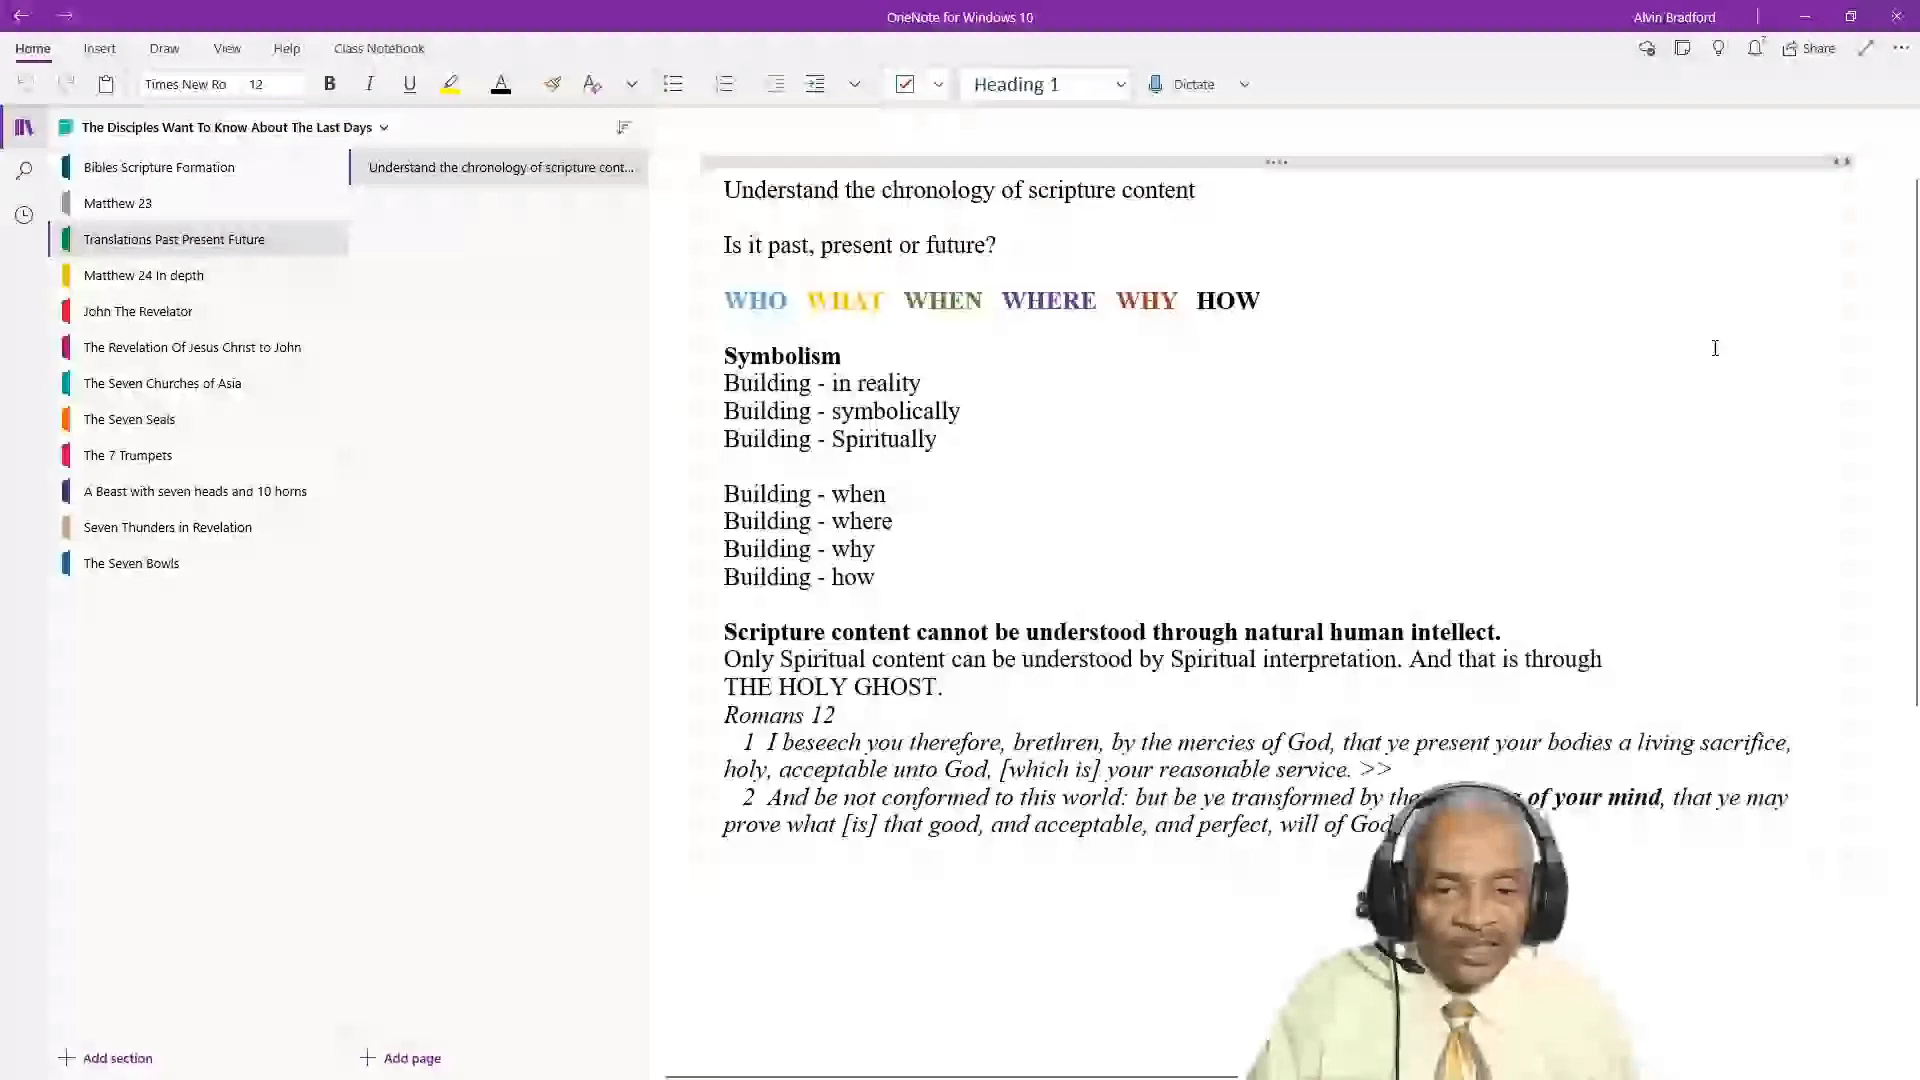 OneNote for Windows 10
Alvin Bradford
Home Insert Draw View Help Class Notebook
Share
Times New Ro 12 B I U A Heading 1 Dictate
The Disciples Want To Know About The Last Days
Bibles Scripture Formation
Matthew 23
Translations Past Present Future
Matthew 24 In depth
John The Revelator
The Revelation Of Jesus Christ to John
The Seven Churches of Asia
The Seven Seals
The 7 Trumpets
A Beast with seven heads and 10 horns
Seven Thunders in Revelation
The Seven Bowls
Add section
Understand the chronology of scripture cont...
Add page
Understand the chronology of scripture content
Is it past, present or future?
WHO WHAT WHEN WHERE WHY HOW
Symbolism
Building - in reality
Building - symbolically
Building - Spiritually
Building - when
Building - where
Building - why
Building - how
Scripture content cannot be understood through natural human intellect.
Only Spiritual content can be understood by Spiritual interpretation. And that is through
THE HOLY GHOST.
Romans 12
1 I beseech you therefore, brethren, by the mercies of God, that ye present your bodies a living sacrifice,
holy, acceptable unto God, [which is] your reasonable service. >>
2 And be not conformed to this world: but be ye transformed by the of your mind, that ye may
prove what [is] that good, and acceptable, and perfect, will of God